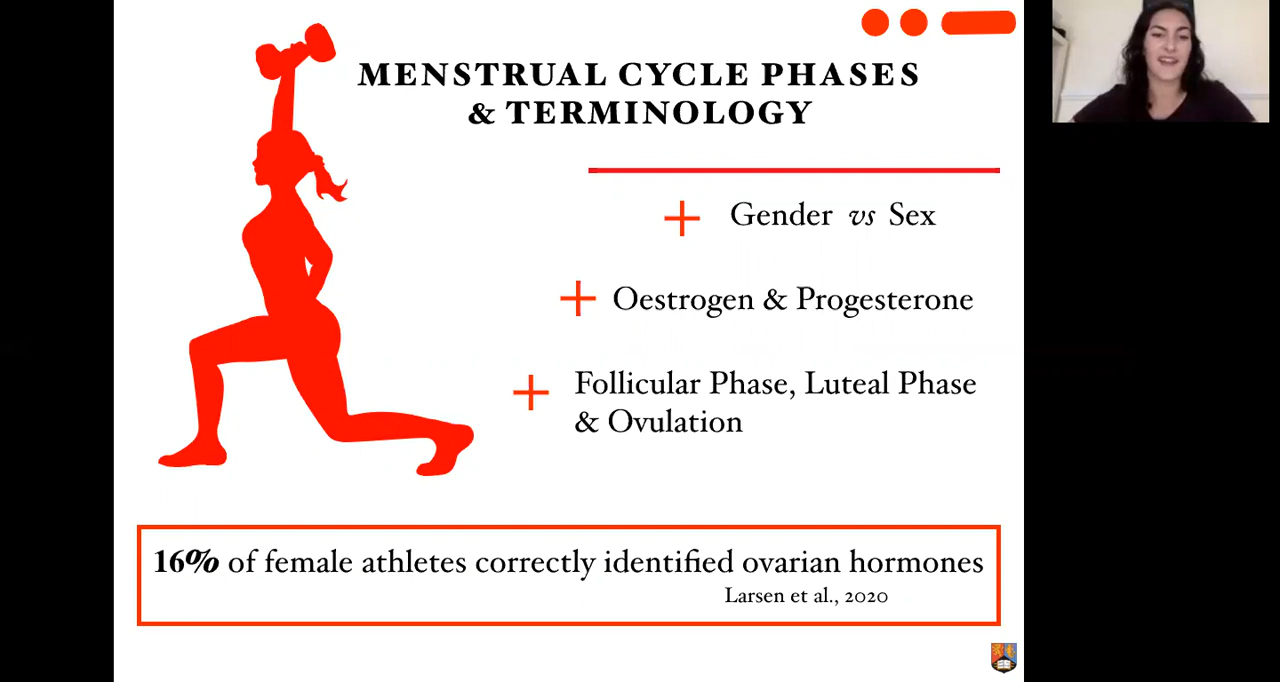 MENSTRUAL CYCLE PHASES
& TERMINOLOGY
Gender vs Sex
Oestrogen & Progesterone
Follicular Phase, Luteal Phase
& Ovulation
16% of female athletes correctly identified ovarian hormones
Larsen et al., 2020